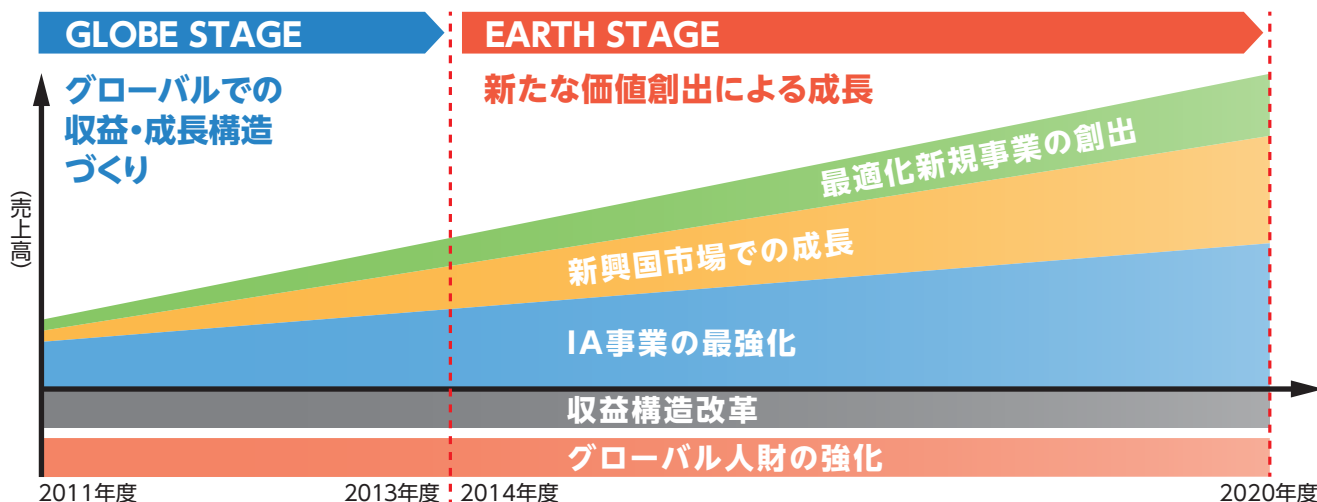 GLOBE STAGE
EARTH STAGE
グローバルでの
収益・成長構造
づくり
新たな価値創出による成長
(売上高)
最適化新規事業の創出
新興国市場での成長
IA事業の最強化
収益構造改革
グローバル人財の強化
2011年度
2013年度
2014年度
2020年度